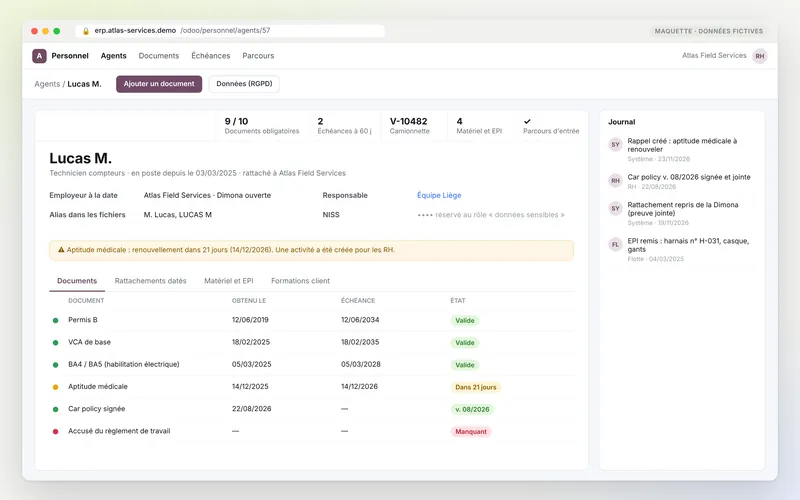 erp.atlas-services.demo /odoo/personnel/agents/57
MAQUETTE · DONNÉES FICTIVES
A Personnel Agents Documents Échéances Parcours
Atlas Field Services RH
Agents / Lucas M. Ajouter un document Données (RGPD)
9 / 10
Documents obligatoires
2
Échéances à 60 j
V-10482
Camionnette
4
Matériel et EPI
✓
Parcours d'entrée
Lucas M.
Technicien compteurs · en poste depuis le 03/03/2025 · rattaché à Atlas Field Services
Employeur à la date Atlas Field Services · Dimona ouverte Responsable Équipe Liège
Alias dans les fichiers M. Lucas, LUCAS M NISS •••• réservé au rôle « données sensibles »
⚠ Aptitude médicale : renouvellement dans 21 jours (14/12/2026). Une activité a été créée pour les RH.
Documents Rattachements datés Matériel et EPI Formations client
DOCUMENT OBTENU LE ÉCHÉANCE ÉTAT
Permis B 12/06/2019 12/06/2034 Valide
VCA de base 18/02/2025 18/02/2035 Valide
BA4 / BA5 (habilitation électrique) 05/03/2025 05/03/2028 Valide
Aptitude médicale 14/12/2025 14/12/2026 Dans 21 jours
Car policy signée 22/08/2026 — v. 08/2026
Accusé du règlement de travail — — Manquant
Journal
SY Rappel créé : aptitude médicale à
renouveler
Système · 23/11/2026
RH Car policy v. 08/2026 signée et jointe
RH · 22/08/2026
SY Rattachement repris de la Dimona
(preuve jointe)
Système · 19/11/2026
FL EPI remis : harnais n° H-031, casque,
gants
Flotte · 04/03/2025